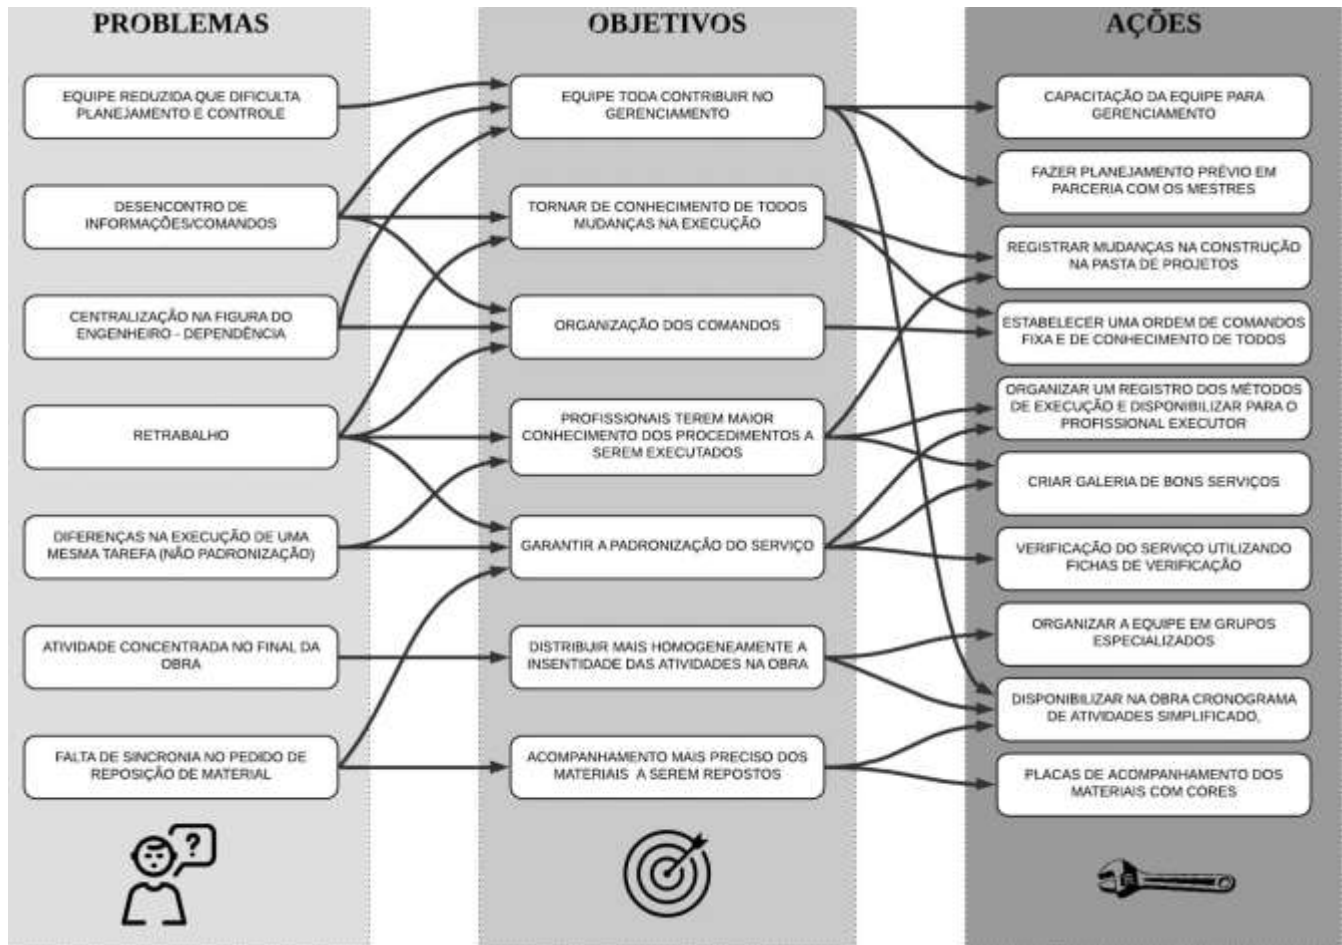 PROBLEMAS
EQUIPE REDUZIDA QUE DIFICULTA
PLANEJAMENTO E CONTROLE
DESENCONTRO DE
INFORMAÇÕES/COMANDOS
CENTRALIZAÇÃO NA FIGURA DO
ENGENHEIRO - DEPENDÊNCIA
RETRABALHO
DIFERENÇAS NA EXECUÇÃO DE UMA
MESMA TAREFA (NÃO PADRONIZAÇÃO)
ATIVIDADE CONCENTRADA NO FINAL DA
OBRA
FALTA DE SINCRONIA NO PEDIDO DE
REPOSIÇÃO DE MATERIAL
?
OBJETIVOS
EQUIPE TODA CONTRIBUIR NO
GERENCIAMENTO
TORNAR DE CONHECIMENTO DE TODOS
MUDANÇAS NA EXECUÇÃO
ORGANIZAÇÃO DOS COMANDOS
PROFISSIONAIS TEREM MAIOR
CONHECIMENTO DOS PROCEDIMENTOS A
SEREM EXECUTADOS
GARANTIR A PADRONIZAÇÃO DO SERVIÇO
DISTRIBUIR MAIS HOMOGENEAMENTE A
INSENTIDADE DAS ATIVIDADES NA OBRA
ACOMPANHAMENTO MAIS PRECISO DOS
MATERIAIS A SEREM REPOSTOS
AÇÕES
CAPACITAÇÃO DA EQUIPE PARA
GERENCIAMENTO
FAZER PLANEJAMENTO PRÉVIO EM
PARCERIA COM OS MESTRES
REGISTRAR MUDANÇAS NA CONSTRUÇÃO
NA PASTA DE PROJETOS
ESTABELECER UMA ORDEM DE COMANDOS
FIXA E DE CONHECIMENTO DE TODOS
ORGANIZAR UM REGISTRO DOS MÉTODOS
DE EXECUÇÃO E DISPONIBILIZAR PARA O
PROFISSIONAL EXECUTOR
CRIAR GALERIA DE BONS SERVIÇOS
VERIFICAÇÃO DO SERVIÇO UTILIZANDO
FICHAS DE VERIFICAÇÃO
ORGANIZAR A EQUIPE EM GRUPOS
ESPECIALIZADOS
DISPONIBILIZAR NA OBRA CRONOGRAMA
DE ATIVIDADES SIMPLIFICADO,
PLACAS DE ACOMPANHAMENTO DOS
MATERIAIS COM CORES